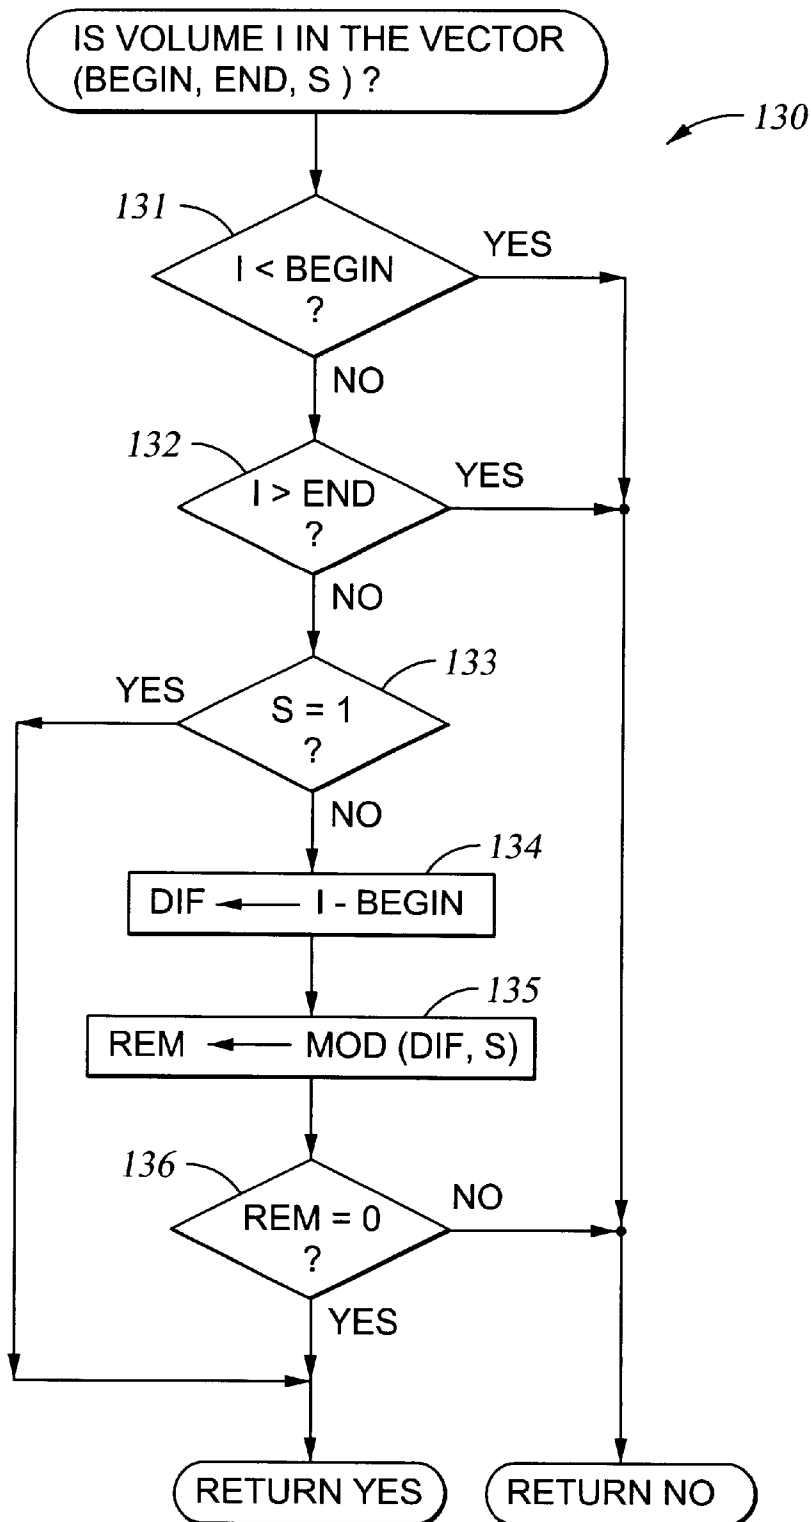 IS VOLUME I IN THE VECTOR
(BEGIN, END, S ) ?
130
131
I < BEGIN
?
YES
NO
132
I > END
?
YES
NO
133
YES
S = 1
?
NO
134
DIF ← I - BEGIN
135
REM ← MOD (DIF, S)
136
REM = 0
?
NO
YES
RETURN YES
RETURN NO